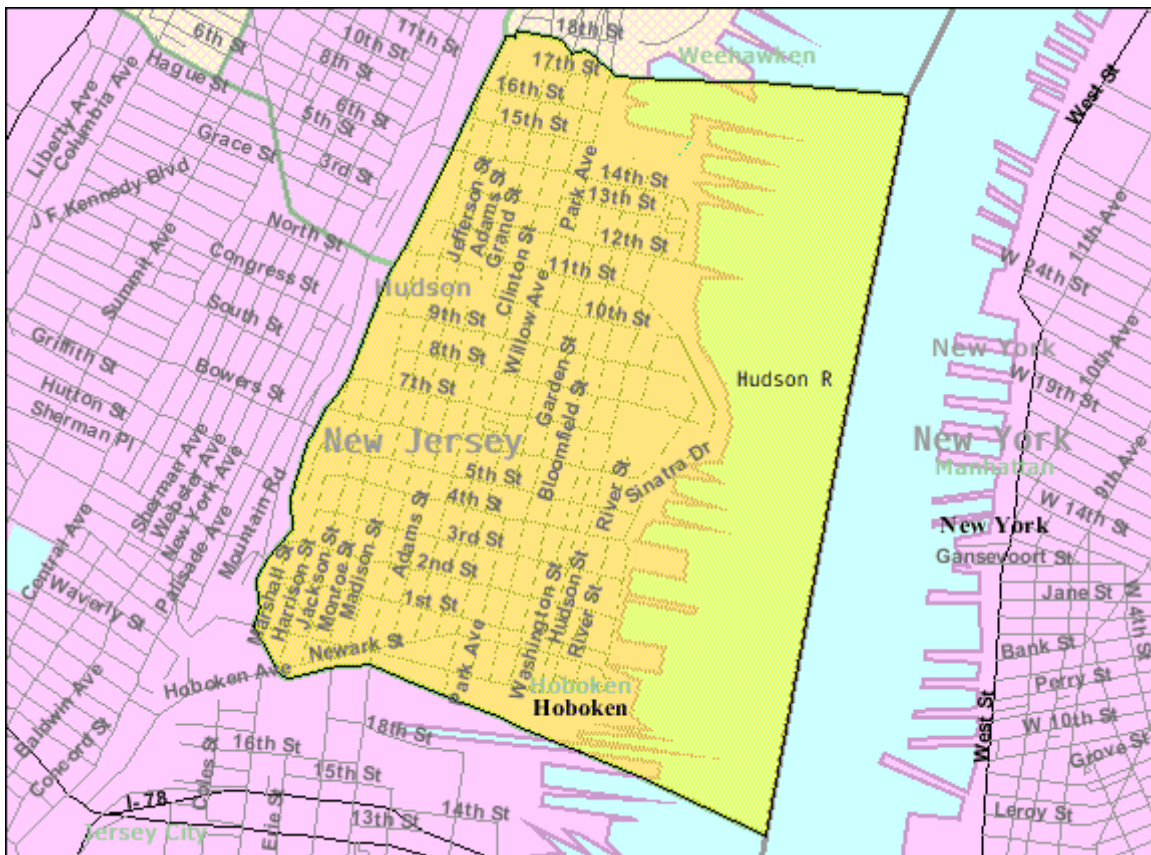 18th St
11th St
6th St
10th St
Weehawken
8th St
17th St
Hague St
16th St
West St
Liberty Ave
Columbia Ave
6th St
5th St
15th St
Grace St
3rd St
14th St
Park Ave
13th St
J F Kennedy Blvd
Jefferson St
Adams St
Grand St
11th Ave
North St
12th St
Clinton St
W 24th St
Summit Ave
Congress St
11th St
Hudson
Willow Ave
10th St
South St
9th St
New York
10th Ave
Griffith St
8th St
Garden St
Hudson R
W 19th St
Bowers St
7th St
Hutton St
Bloomfield St
Sherman Pl
New Jersey
New York
Sherman Ave
Webster Ave
New York Ave
Palisade Ave
Mountain Rd
5th St
Sinatra Dr
Manhattan
9th Ave
4th St
River St
W 14th St
Adams St
New York
Central Ave
3rd St
Gansevoort St
Marshall St
Harrison St
Jackson St
Monroe St
Madison St
2nd St
Waverly St
1st St
Washington St
Hudson St
River St
Jane St
W 4th St
Newark St
Bank St
Park Ave
Hoboken Ave
Hoboken
Perry St
Baldwin Ave
Hoboken
W 10th St
West St
Concord St
18th St
Coles St
16th St
Grove St
15th St
I- 78
14th St
Leroy St
Erie St
13th St
Jersey City